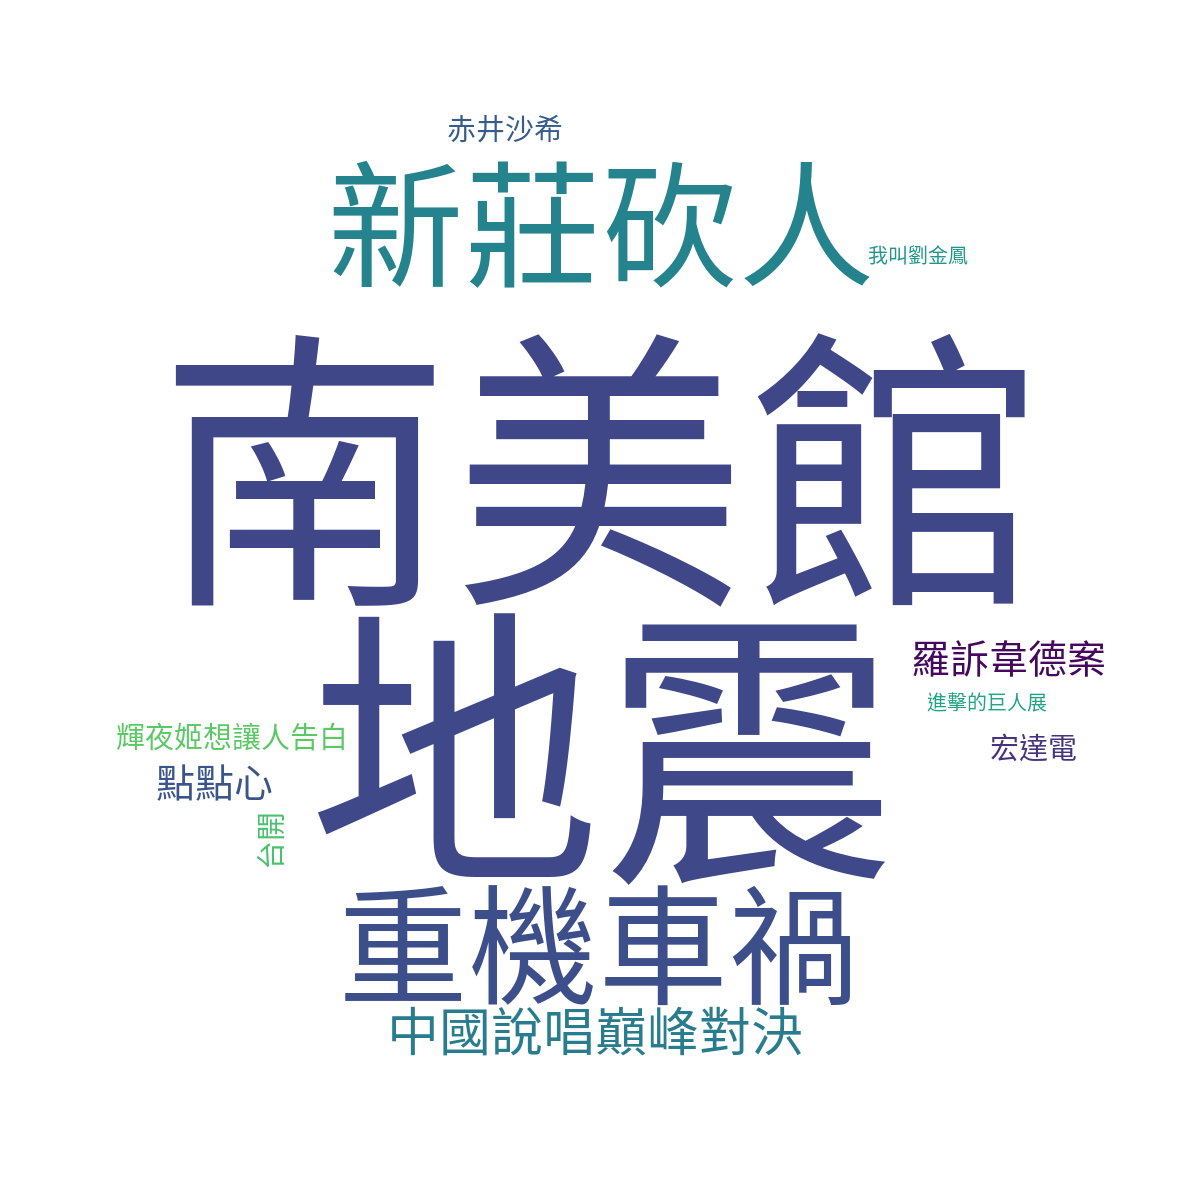 赤井沙希
新莊砍人
我叫劉金鳳
南美館
地震
羅訴韋德案
進擊的巨人展
輝夜姬想讓人告白
宏達電
點點心
台開
重機車禍
中國說唱巔峰對決